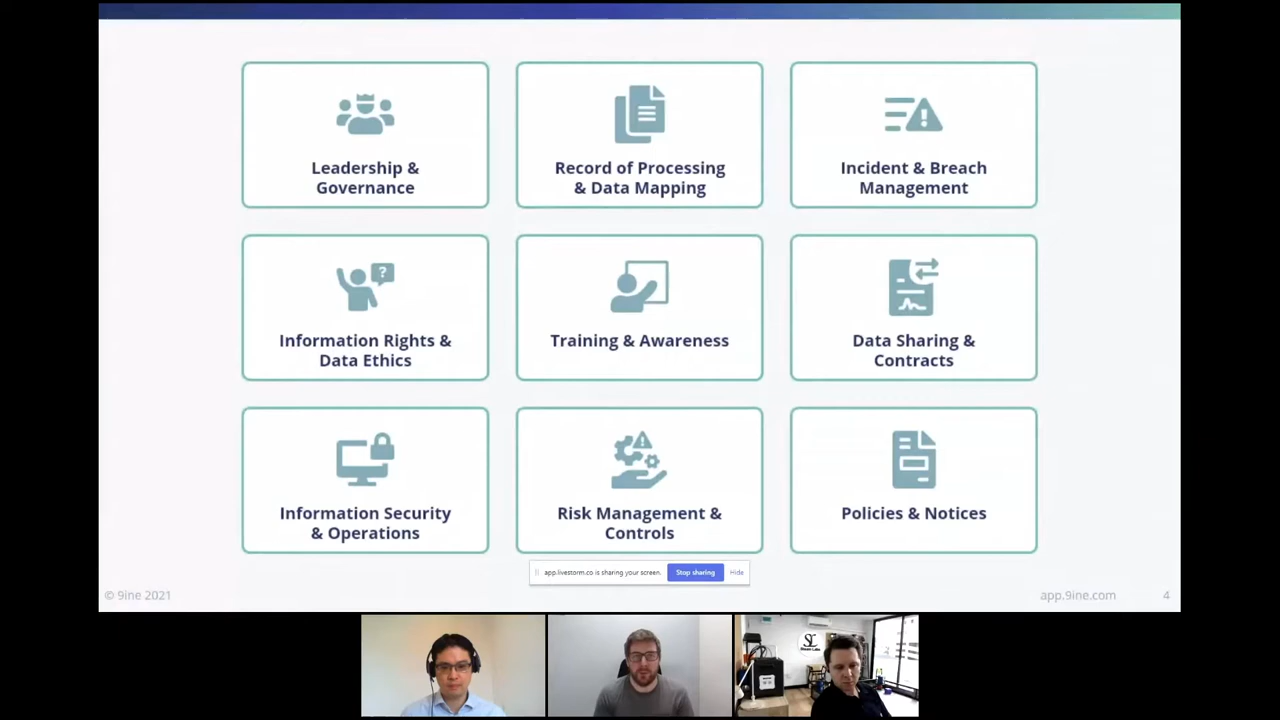 Leadership &
Governance
Record of Processing
& Data Mapping
Incident & Breach
Management
?
Information Rights &
Data Ethics
Training & Awareness
Data Sharing &
Contracts
Information Security
& Operations
Risk Management &
Controls
Policies & Notices
app.livestorm.co is sharing your screen.
Stop sharing
Hide
© 9ine 2021
app.9ine.com
4
SL